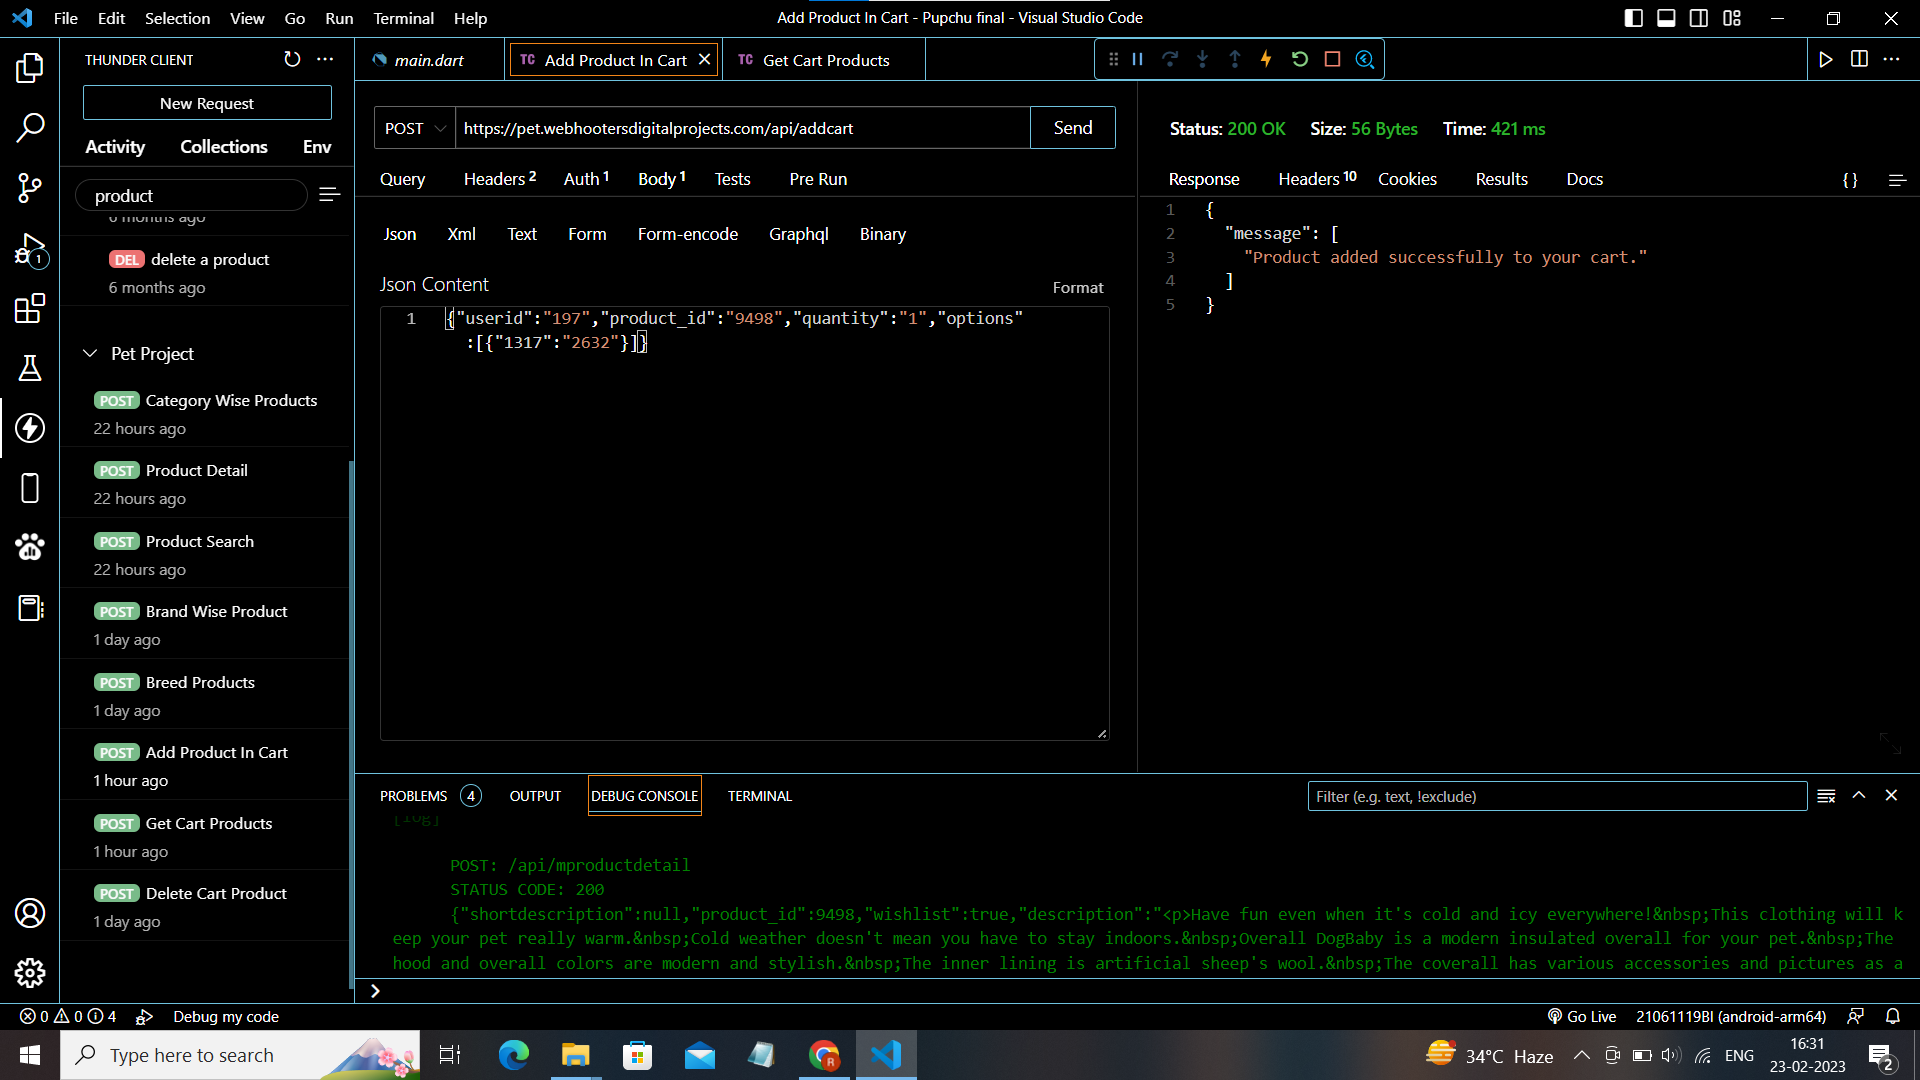 File Edit Selection View Go Run Terminal Help
Add Product In Cart - Pupchu final - Visual Studio Code
THUNDER CLIENT
New Request
Activity Collections Env
product
6 months ago
DEL delete a product
6 months ago
Pet Project
POST Category Wise Products
22 hours ago
POST Product Detail
22 hours ago
POST Product Search
22 hours ago
POST Brand Wise Product
1 day ago
POST Breed Products
1 day ago
POST Add Product In Cart
1 hour ago
POST Get Cart Products
1 hour ago
POST Delete Cart Product
1 day ago
main.dart
TC Add Product In Cart
TC Get Cart Products
POST https://pet.webhootersdigitalprojects.com/api/addcart Send
Query Headers 2 Auth 1 Body 1 Tests Pre Run
Json Xml Text Form Form-encode Graphql Binary
Json Content Format
1 {"userid":"197","product_id":"9498","quantity":"1","options"
:[{"1317":"2632"}]}
Status: 200 OK Size: 56 Bytes Time: 421 ms
Response Headers 10 Cookies Results Docs {}
1 {
2 "message": [
3 "Product added successfully to your cart."
4 ]
5 }
PROBLEMS 4 OUTPUT DEBUG CONSOLE TERMINAL
Filter (e.g. text, !exclude)
[log]
POST: /api/mproductdetail
STATUS CODE: 200
{"shortdescription":null,"product_id":9498,"wishlist":true,"description":"<p>Have fun even when it's cold and icy everywhere!&nbsp;This clothing will k
eep your pet really warm.&nbsp;Cold weather doesn't mean you have to stay indoors.&nbsp;Overall DogBaby is a modern insulated overall for your pet.&nbsp;The
hood and overall colors are modern and stylish.&nbsp;The inner lining is artificial sheep's wool.&nbsp;The coverall has various accessories and pictures as a
1
0 0 4 Debug my code
Go Live 21061119BI (android-arm64)
Type here to search
R
34°C Haze
ENG
16:31
23-02-2023
2